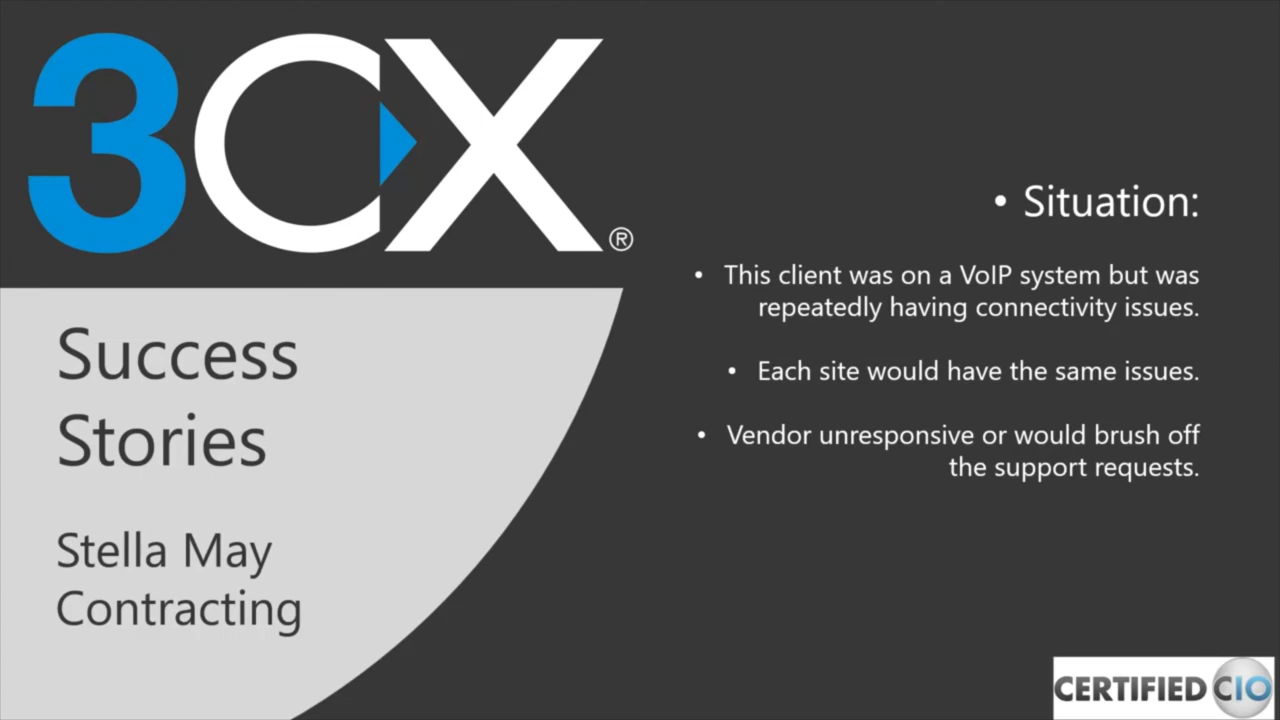 3CX®
Success
Stories
Stella May
Contracting
• Situation:
• This client was on a VoIP system but was
repeatedly having connectivity issues.
• Each site would have the same issues.
• Vendor unresponsive or would brush off
the support requests.
CERTIFIED CIO